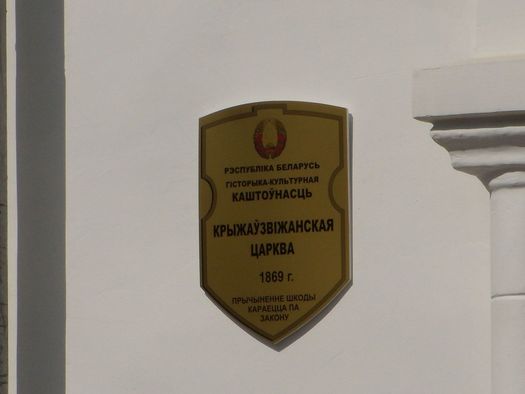 РЭСПУБЛІКА БЕЛАРУСЬ
ГІСТОРЫКА-КУЛЬТУРНАЯ
КАШТОЎНАСЦЬ
КРЫЖАЎЗВІЖАНСКАЯ
ЦАРКВА
1869 г.
ПРЫЧЫНЕННЕ ШКОДЫ
КАРАЕЦЦА ПА
ЗАКОНУ